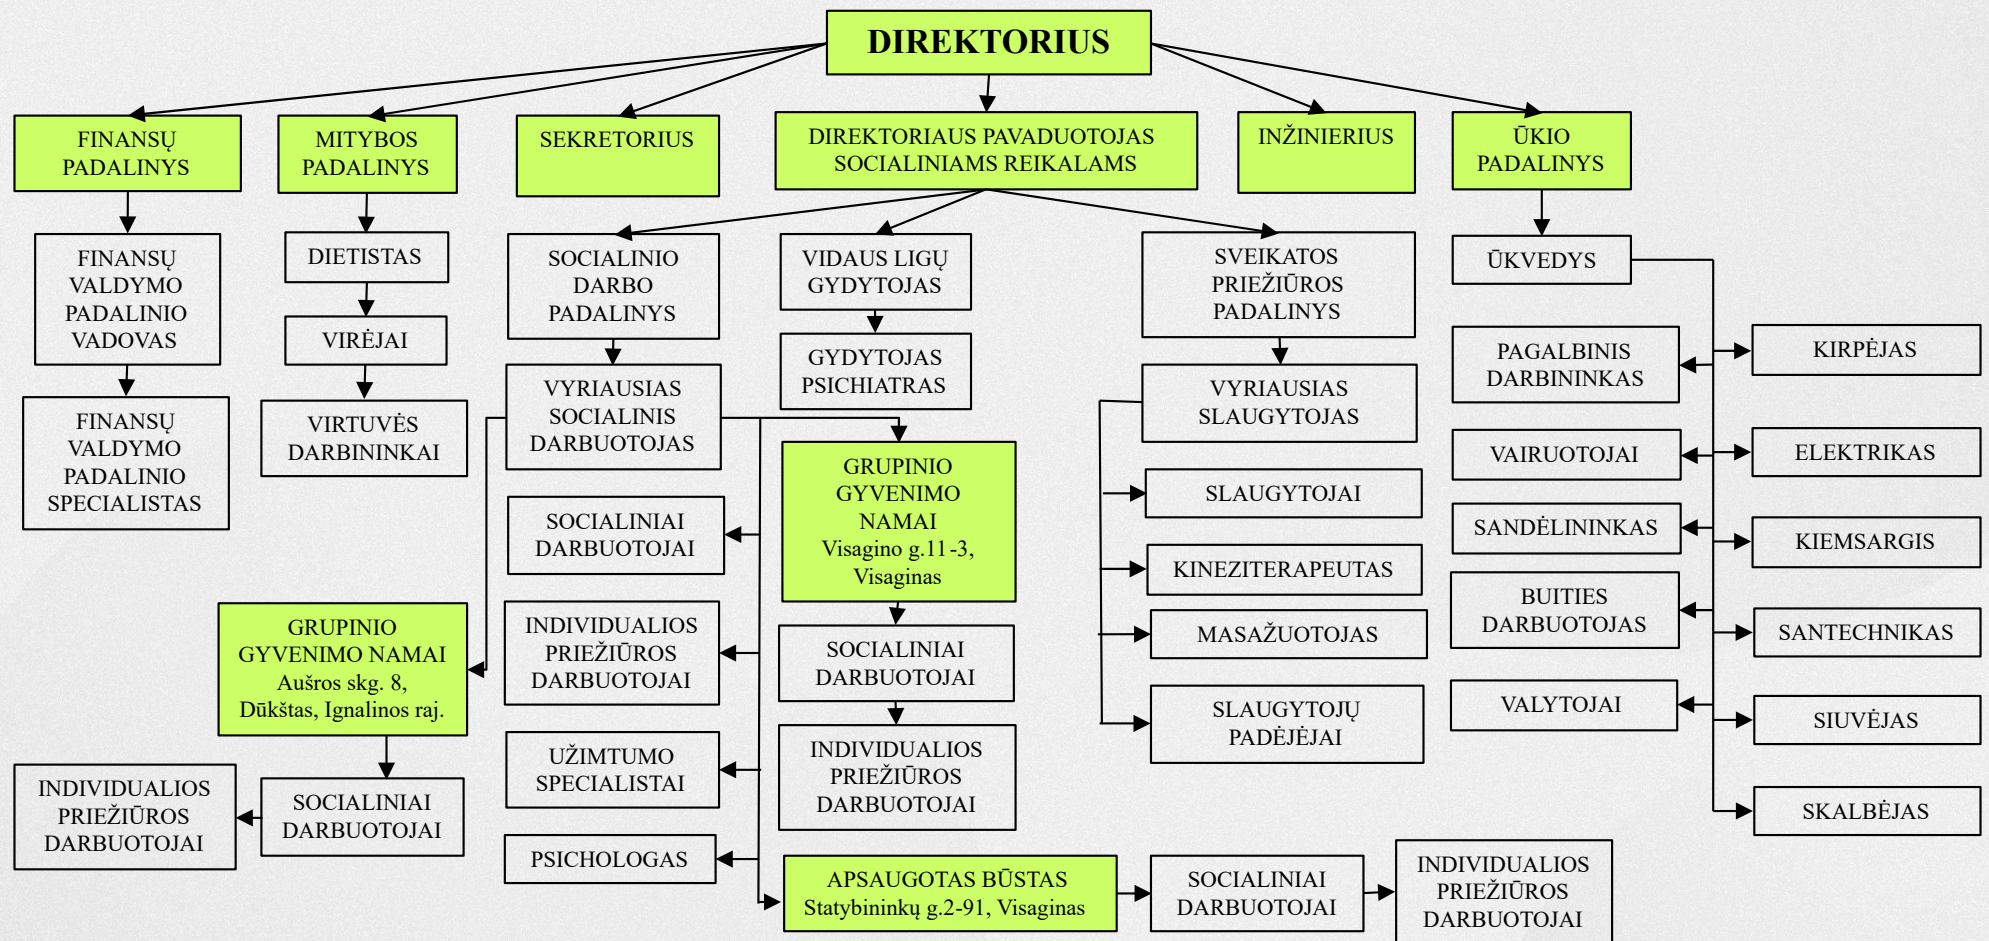 DIREKTORIUS
FINANSŲ
PADALINYS
MITYBOS
PADALINYS
SEKRETORIUS
DIREKTORIAUS PAVADUOTOJAS
SOCIALINIAMS REIKALAMS
INŽINIERIUS
ŪKIO
PADALINYS
FINANSŲ
VALDYMO
PADALINIO
VADOVAS
FINANSŲ
VALDYMO
PADALINIO
SPECIALISTAS
DIETISTAS
VIRĖJAI
VIRTUVĖS
DARBININKAI
SOCIALINIO
DARBO
PADALINYS
VYRIAUSIAS
SOCIALINIS
DARBUOTOJAS
VIDAUS LIGŲ
GYDYTOJAS
GYDYTOJAS
PSICHIATRAS
SVEIKATOS
PRIEŽIŪROS
PADALINYS
VYRIAUSIAS
SLAUGYTOJAS
SLAUGYTOJAI
KINEZITERAPEUTAS
MASAŽUOTOJAS
SLAUGYTOJŲ
PADĖJĖJAI
ŪKVEDYS
PAGALBINIS
DARBININKAS
VAIRUOTOJAI
SANDĖLININKAS
BUITIES
DARBUOTOJAS
VALYTOJAI
KIRPĖJAS
ELEKTRIKAS
KIEMSARGIS
SANTECHNIKAS
SIUVĖJAS
SKALBĖJAS
SOCIALINIAI
DARBUOTOJAI
INDIVIDUALIOS
PRIEŽIŪROS
DARBUOTOJAI
UŽIMTUMO
SPECIALISTAI
PSICHOLOGAS
GRUPINIO
GYVENIMO
NAMAI
Visagino g.11-3,
Visaginas
SOCIALINIAI
DARBUOTOJAI
INDIVIDUALIOS
PRIEŽIŪROS
DARBUOTOJAI
GRUPINIO
GYVENIMO NAMAI
Aušros skg. 8,
Dūkštas, Ignalinos raj.
SOCIALINIAI
DARBUOTOJAI
INDIVIDUALIOS
PRIEŽIŪROS
DARBUOTOJAI
APSAUGOTAS BŪSTAS
Statybininkų g.2-91, Visaginas
SOCIALINIAI
DARBUOTOJAI
INDIVIDUALIOS
PRIEŽIŪROS
DARBUOTOJAI